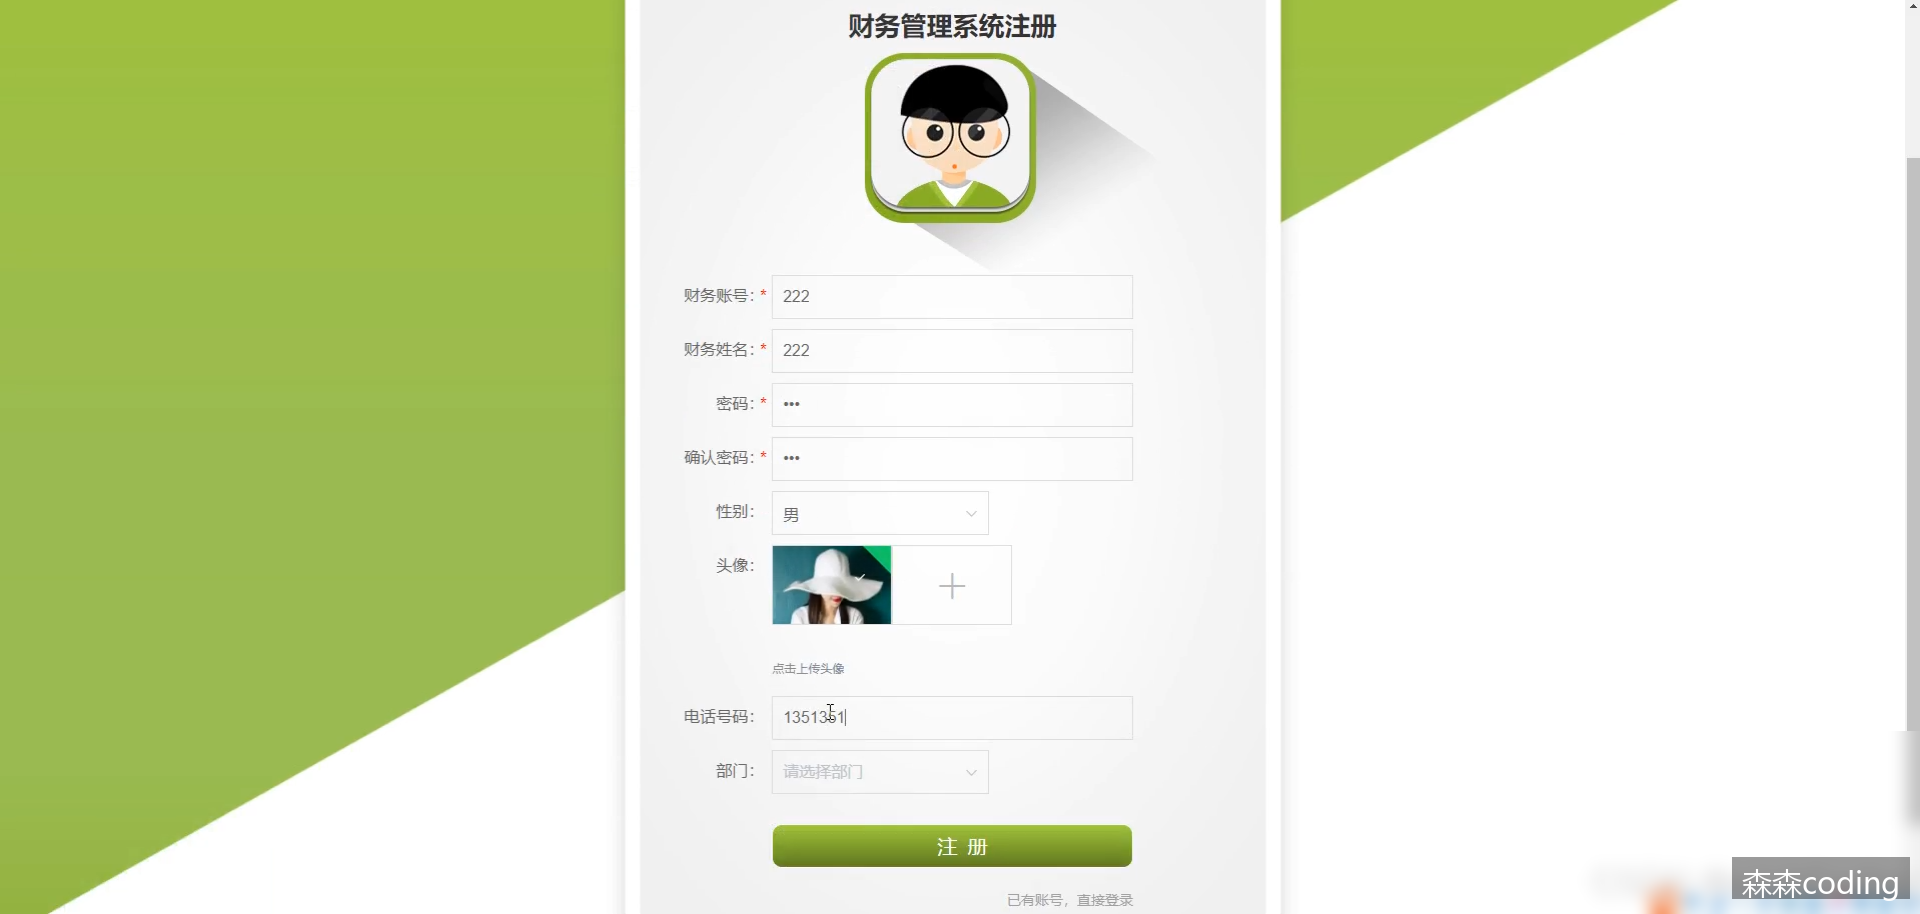 财务管理系统注册
财务账号：* 222
财务姓名：* 222
密码：* •••
确认密码：* •••
性别： 男
头像：
点击上传头像
电话号码： 1351351
部门： 请选择部门
注 册
已有账号，直接登录
森森coding